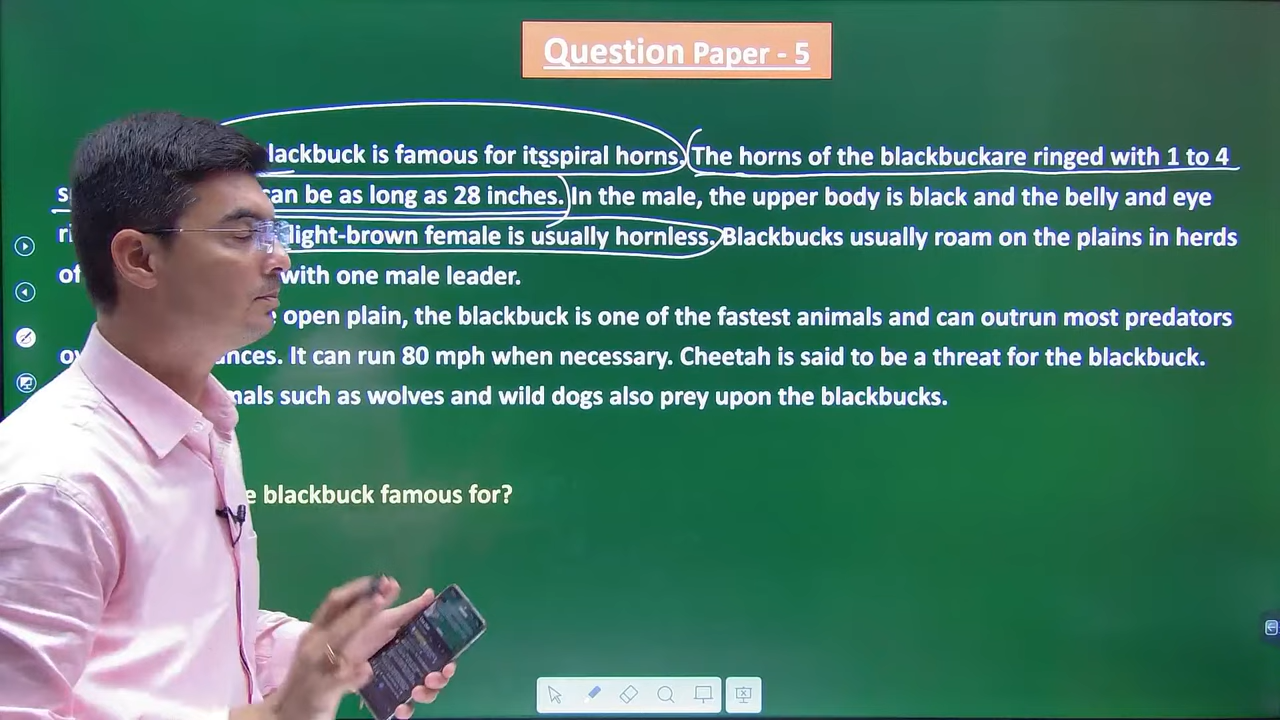 Question Paper - 5
lackbuck is famous for itsspiral horns. The horns of the blackbuckare ringed with 1 to 4
can be as long as 28 inches. In the male, the upper body is black and the belly and eye
light-brown female is usually hornless. Blackbucks usually roam on the plains in herds
of with one male leader.
open plain, the blackbuck is one of the fastest animals and can outrun most predators
It can run 80 mph when necessary. Cheetah is said to be a threat for the blackbuck.
such as wolves and wild dogs also prey upon the blackbucks.
blackbuck famous for?